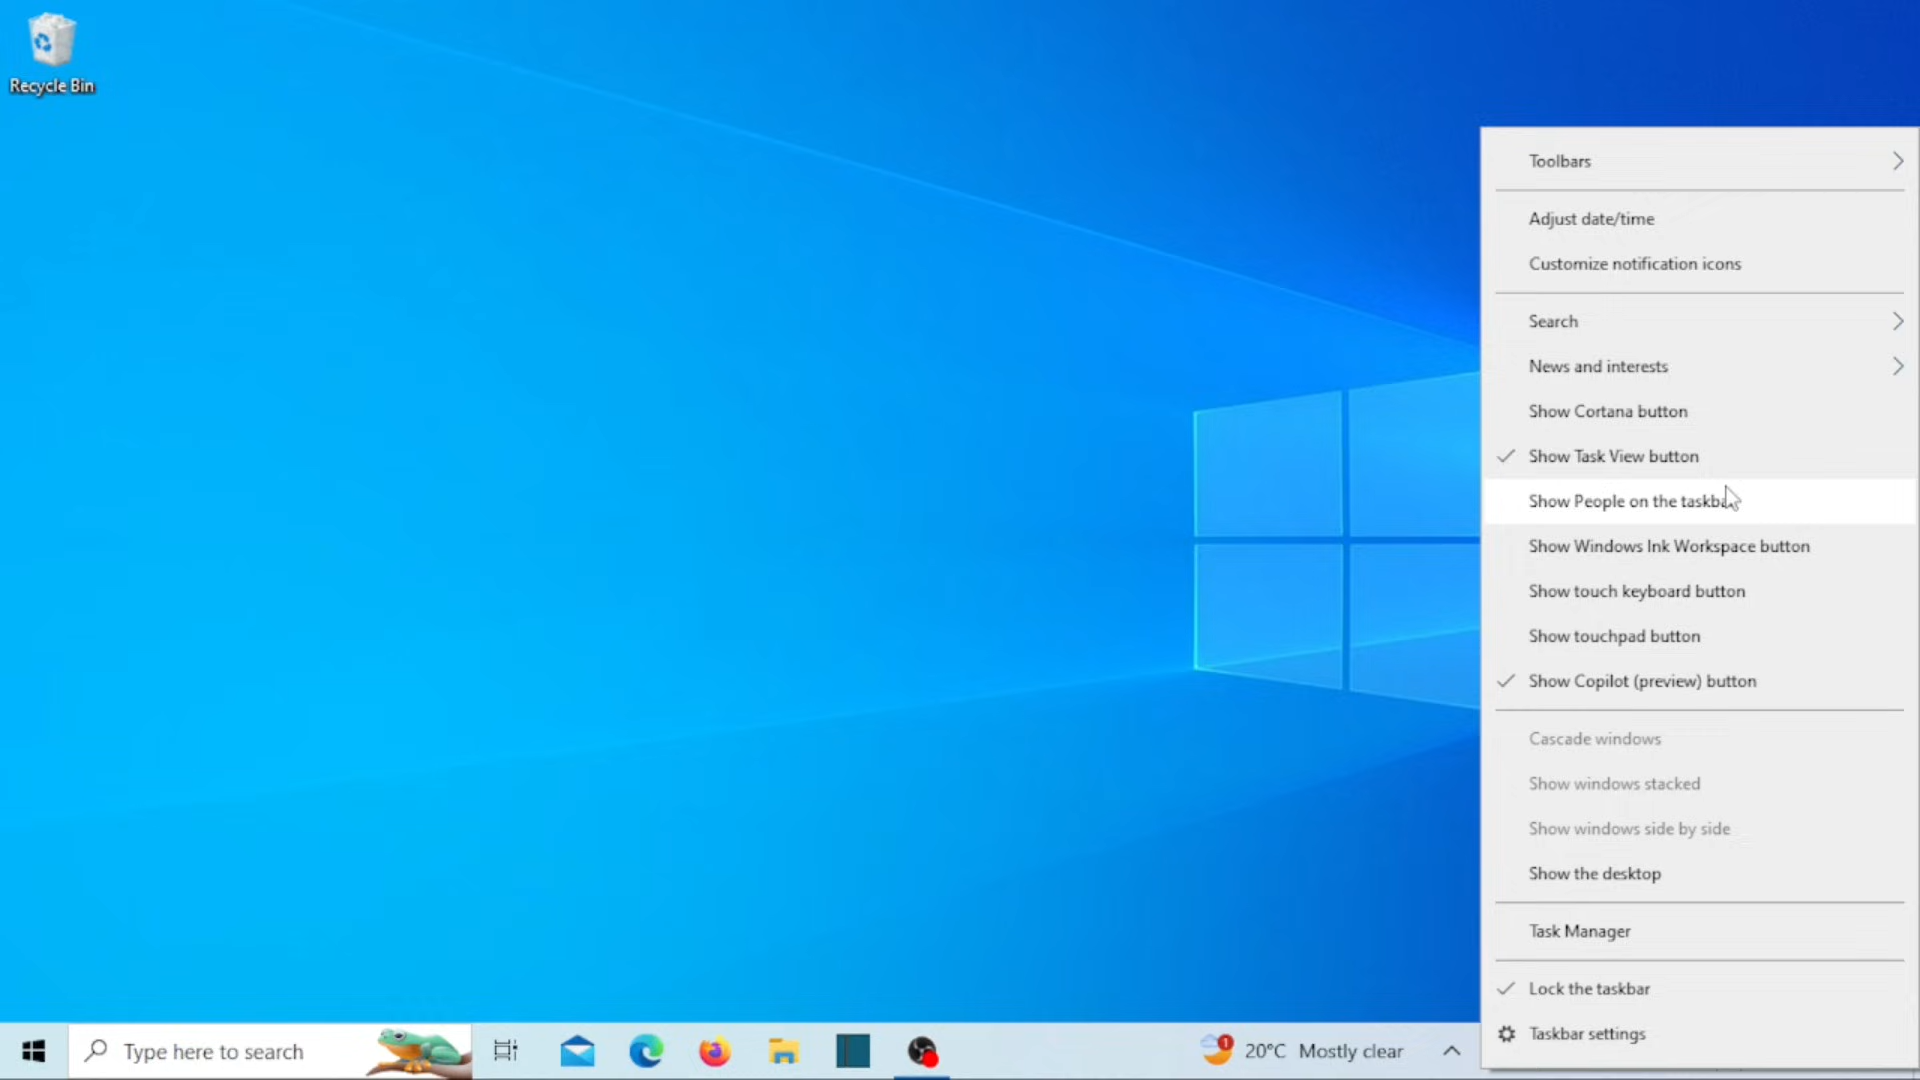 Recycle Bin
Toolbars
Adjust date/time
Customize notification icons
Search
News and interests
Show Cortana button
Show Task View button
Show People on the taskbar
Show Windows Ink Workspace button
Show touch keyboard button
Show touchpad button
Show Copilot (preview) button
Cascade windows
Show windows stacked
Show windows side by side
Show the desktop
Task Manager
Lock the taskbar
Taskbar settings
Type here to search
1
20°C Mostly clear